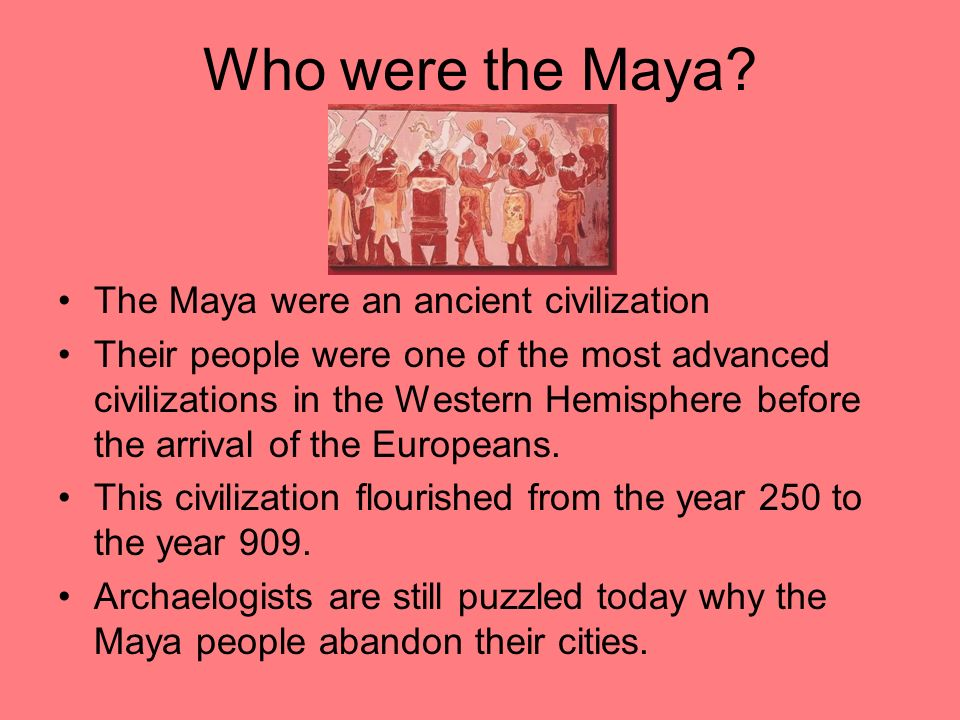 Who were the Maya?
• The Maya were an ancient civilization
• Their people were one of the most advanced
civilizations in the Western Hemisphere before
the arrival of the Europeans.
• This civilization flourished from the year 250 to
the year 909.
• Archaelogists are still puzzled today why the
Maya people abandon their cities.